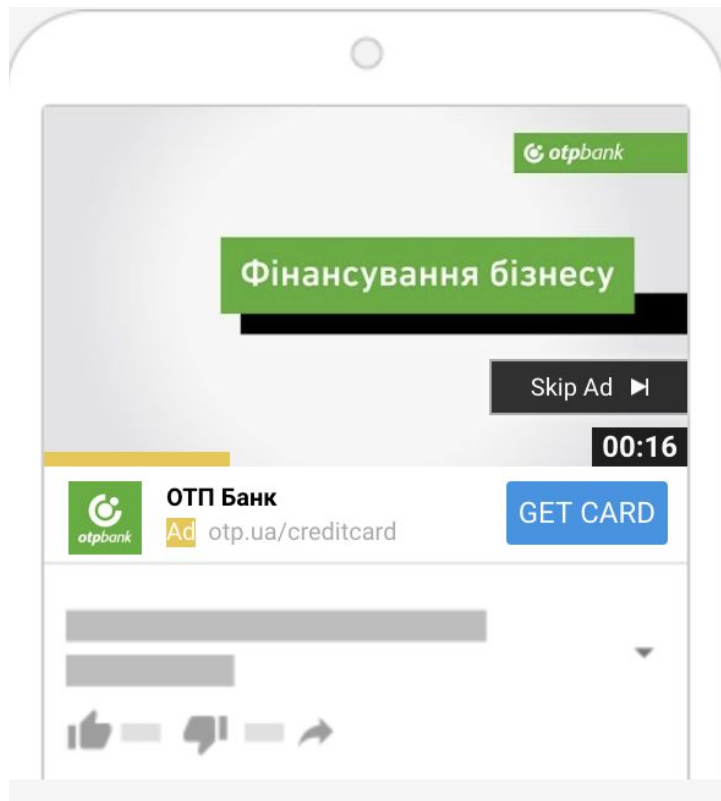 otpbank
Фінансування бізнесу
Skip Ad
00:16
ОТП Банк
GET CARD
otpbank
Ad otp.ua/creditcard